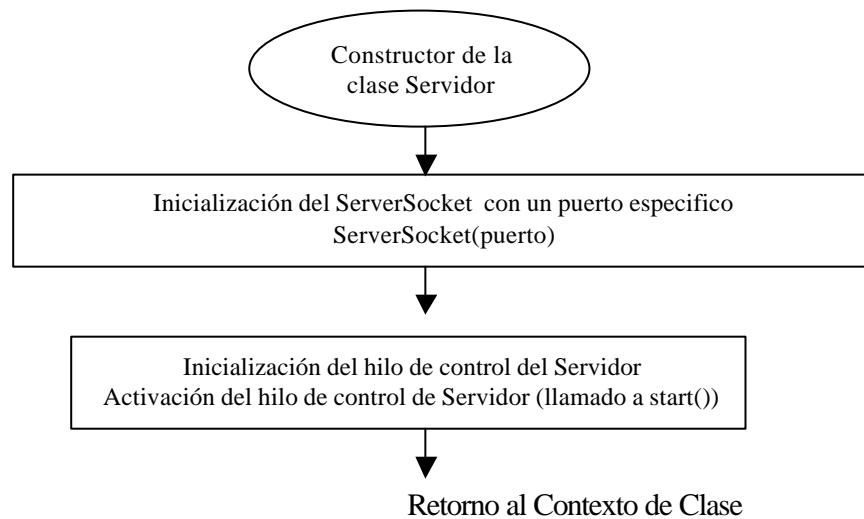 Constructor de la
clase Servidor
Inicialización del ServerSocket con un puerto especifico
ServerSocket(puerto)
Inicialización del hilo de control del Servidor
Activación del hilo de control de Servidor (llamado a start())
Retorno al Contexto de Clase